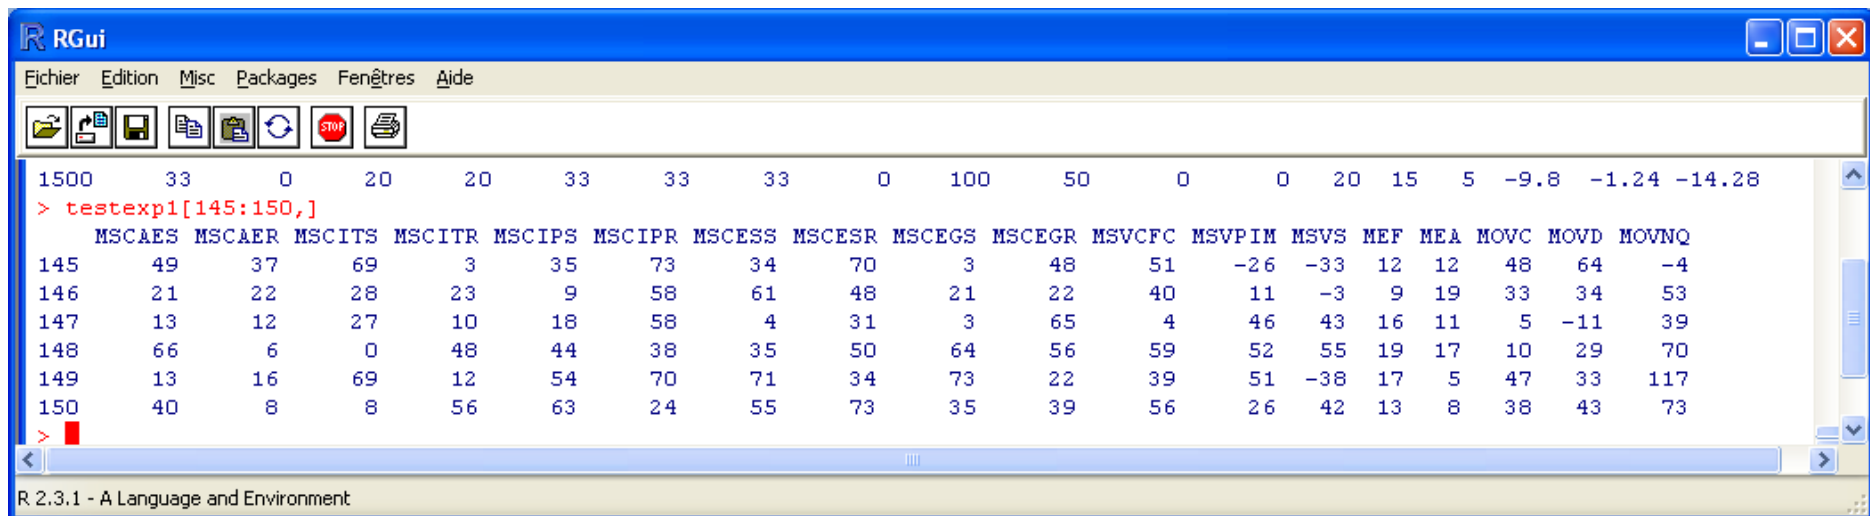 RGui
Fichier Edition Misc Packages Fenêtres Aide
STOP
1500 33 0 20 20 33 33 33 0 100 50 0 0 20 15 5 -9.8 -1.24 -14.28
> testexp1[145:150,]
MSCAES MSCAER MSCITS MSCITR MSCIPS MSCIPR MSCESS MSCESR MSCEGS MSCEGR MSVCFC MSVPIM MSVS MEF MEA MOVC MOVD MOVNQ
145 49 37 69 3 35 73 34 70 3 48 51 -26 -33 12 12 48 64 -4
146 21 22 28 23 9 58 61 48 21 22 40 11 -3 9 19 33 34 53
147 13 12 27 10 18 58 4 31 3 65 4 46 43 16 11 5 -11 39
148 66 6 0 48 44 38 35 50 64 56 59 52 55 19 17 10 29 70
149 13 16 69 12 54 70 71 34 73 22 39 51 -38 17 5 47 33 117
150 40 8 8 56 63 24 55 73 35 39 56 26 42 13 8 38 43 73
>
R 2.3.1 - A Language and Environment